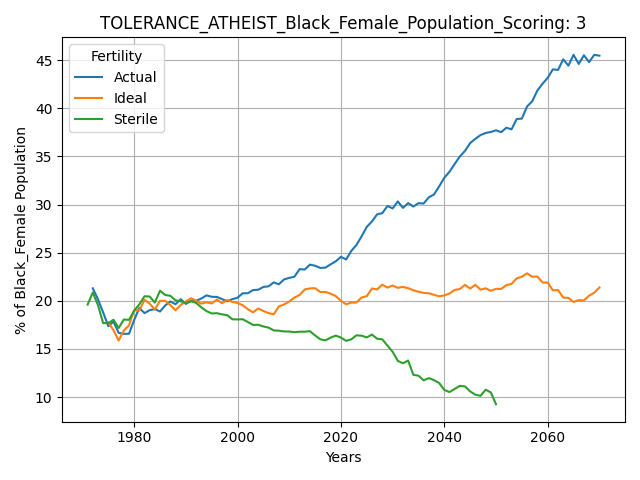 TOLERANCE_ATHEIST_Black_Female_Population_Scoring: 3
Fertility
Actual
Ideal
Sterile
% of Black_Female Population
45
40
35
30
25
20
15
10
1980 2000 2020 2040 2060
Years